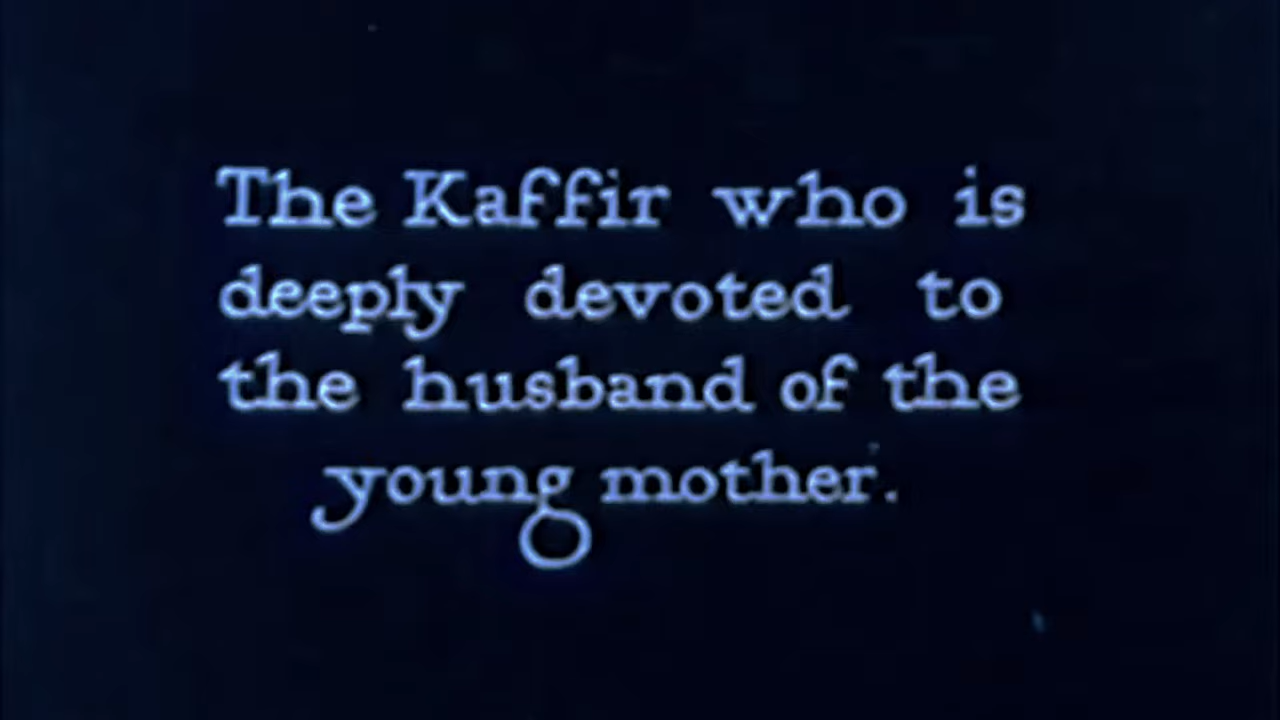 The Kaffir who is
deeply devoted to
the husband of the
young mother.